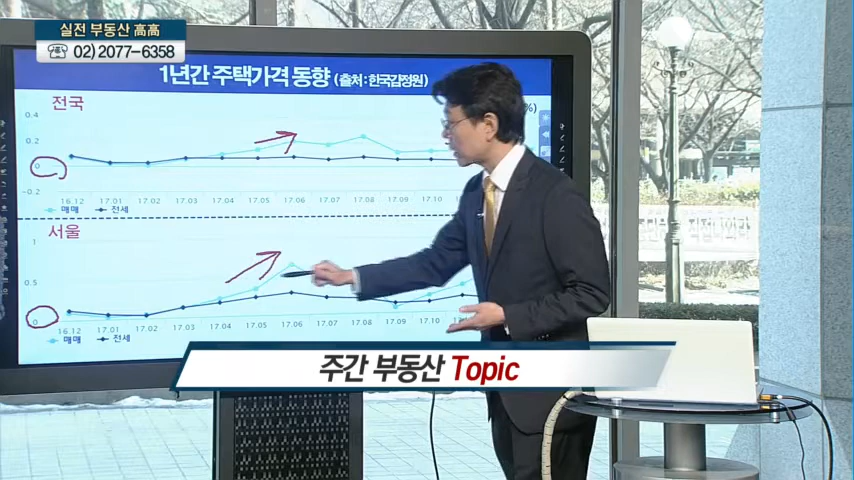 실전 부동산 高高
☎ 02) 2077-6358
1년간 주택가격 동향 (출처 : 한국감정원)
%)
전국
0.4
0.2
0
-0.2
16.12 17.01 17.02 17.03 17.04 17.05 17.06 17.07 17.08 17.09 17.10
매매 전세
서울
1
0.5
0
16.12 17.01 17.02 17.03 17.04 17.05 17.06 17.07 17.08 17.09 17.10
매매 전세
주간 부동산 Topic